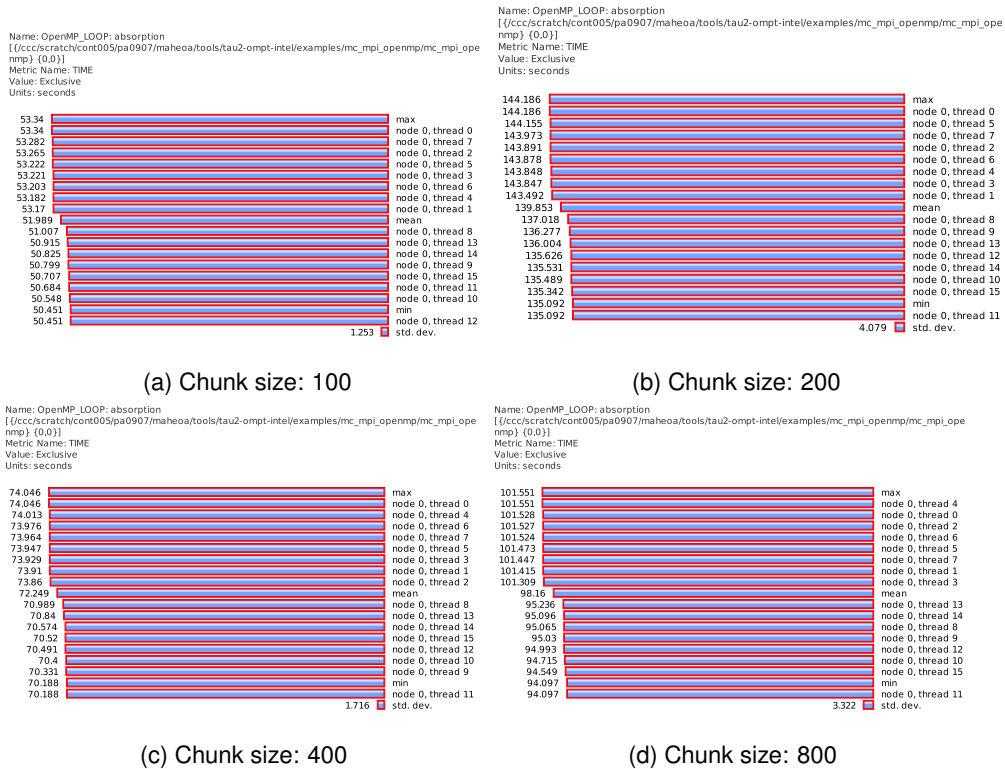 Name: OpenMP_LOOP: absorption
[{/ccc/scratch/cont005/pa0907/maheoa/tools/tau2-ompt-intel/examples/mc_mpi_openmp/mc_mpi_ope
nmp} {0,0}]
Metric Name: TIME
Value: Exclusive
Units: seconds
53.34 max
53.34 node 0, thread 0
53.282 node 0, thread 7
53.265 node 0, thread 2
53.222 node 0, thread 5
53.221 node 0, thread 3
53.203 node 0, thread 6
53.182 node 0, thread 4
53.17 node 0, thread 1
51.989 mean
51.007 node 0, thread 8
50.915 node 0, thread 13
50.825 node 0, thread 14
50.799 node 0, thread 9
50.707 node 0, thread 15
50.684 node 0, thread 11
50.548 node 0, thread 10
50.451 min
50.451 node 0, thread 12
1.253 std. dev.
(a) Chunk size: 100
Name: OpenMP_LOOP: absorption
[{/ccc/scratch/cont005/pa0907/maheoa/tools/tau2-ompt-intel/examples/mc_mpi_openmp/mc_mpi_ope
nmp} {0,0}]
Metric Name: TIME
Value: Exclusive
Units: seconds
144.186 max
144.186 node 0, thread 0
144.155 node 0, thread 5
143.973 node 0, thread 7
143.891 node 0, thread 2
143.878 node 0, thread 6
143.848 node 0, thread 4
143.847 node 0, thread 3
143.492 node 0, thread 1
139.853 mean
137.018 node 0, thread 8
136.277 node 0, thread 9
136.004 node 0, thread 13
135.626 node 0, thread 12
135.531 node 0, thread 14
135.489 node 0, thread 10
135.342 node 0, thread 15
135.092 min
135.092 node 0, thread 11
4.079 std. dev.
(b) Chunk size: 200
Name: OpenMP_LOOP: absorption
[{/ccc/scratch/cont005/pa0907/maheoa/tools/tau2-ompt-intel/examples/mc_mpi_openmp/mc_mpi_ope
nmp} {0,0}]
Metric Name: TIME
Value: Exclusive
Units: seconds
74.046 max
74.046 node 0, thread 0
74.013 node 0, thread 4
73.976 node 0, thread 6
73.964 node 0, thread 7
73.947 node 0, thread 5
73.929 node 0, thread 3
73.91 node 0, thread 1
73.86 node 0, thread 2
72.249 mean
70.989 node 0, thread 8
70.84 node 0, thread 13
70.574 node 0, thread 14
70.52 node 0, thread 15
70.491 node 0, thread 12
70.4 node 0, thread 10
70.331 node 0, thread 9
70.188 min
70.188 node 0, thread 11
1.716 std. dev.
(c) Chunk size: 400
Name: OpenMP_LOOP: absorption
[{/ccc/scratch/cont005/pa0907/maheoa/tools/tau2-ompt-intel/examples/mc_mpi_openmp/mc_mpi_ope
nmp} {0,0}]
Metric Name: TIME
Value: Exclusive
Units: seconds
101.551 max
101.551 node 0, thread 4
101.528 node 0, thread 0
101.527 node 0, thread 2
101.524 node 0, thread 6
101.473 node 0, thread 5
101.447 node 0, thread 7
101.415 node 0, thread 1
101.309 node 0, thread 3
98.16 mean
95.236 node 0, thread 13
95.096 node 0, thread 14
95.065 node 0, thread 8
95.03 node 0, thread 9
94.993 node 0, thread 12
94.715 node 0, thread 10
94.549 node 0, thread 15
94.097 min
94.097 node 0, thread 11
3.322 std. dev.
(d) Chunk size: 800